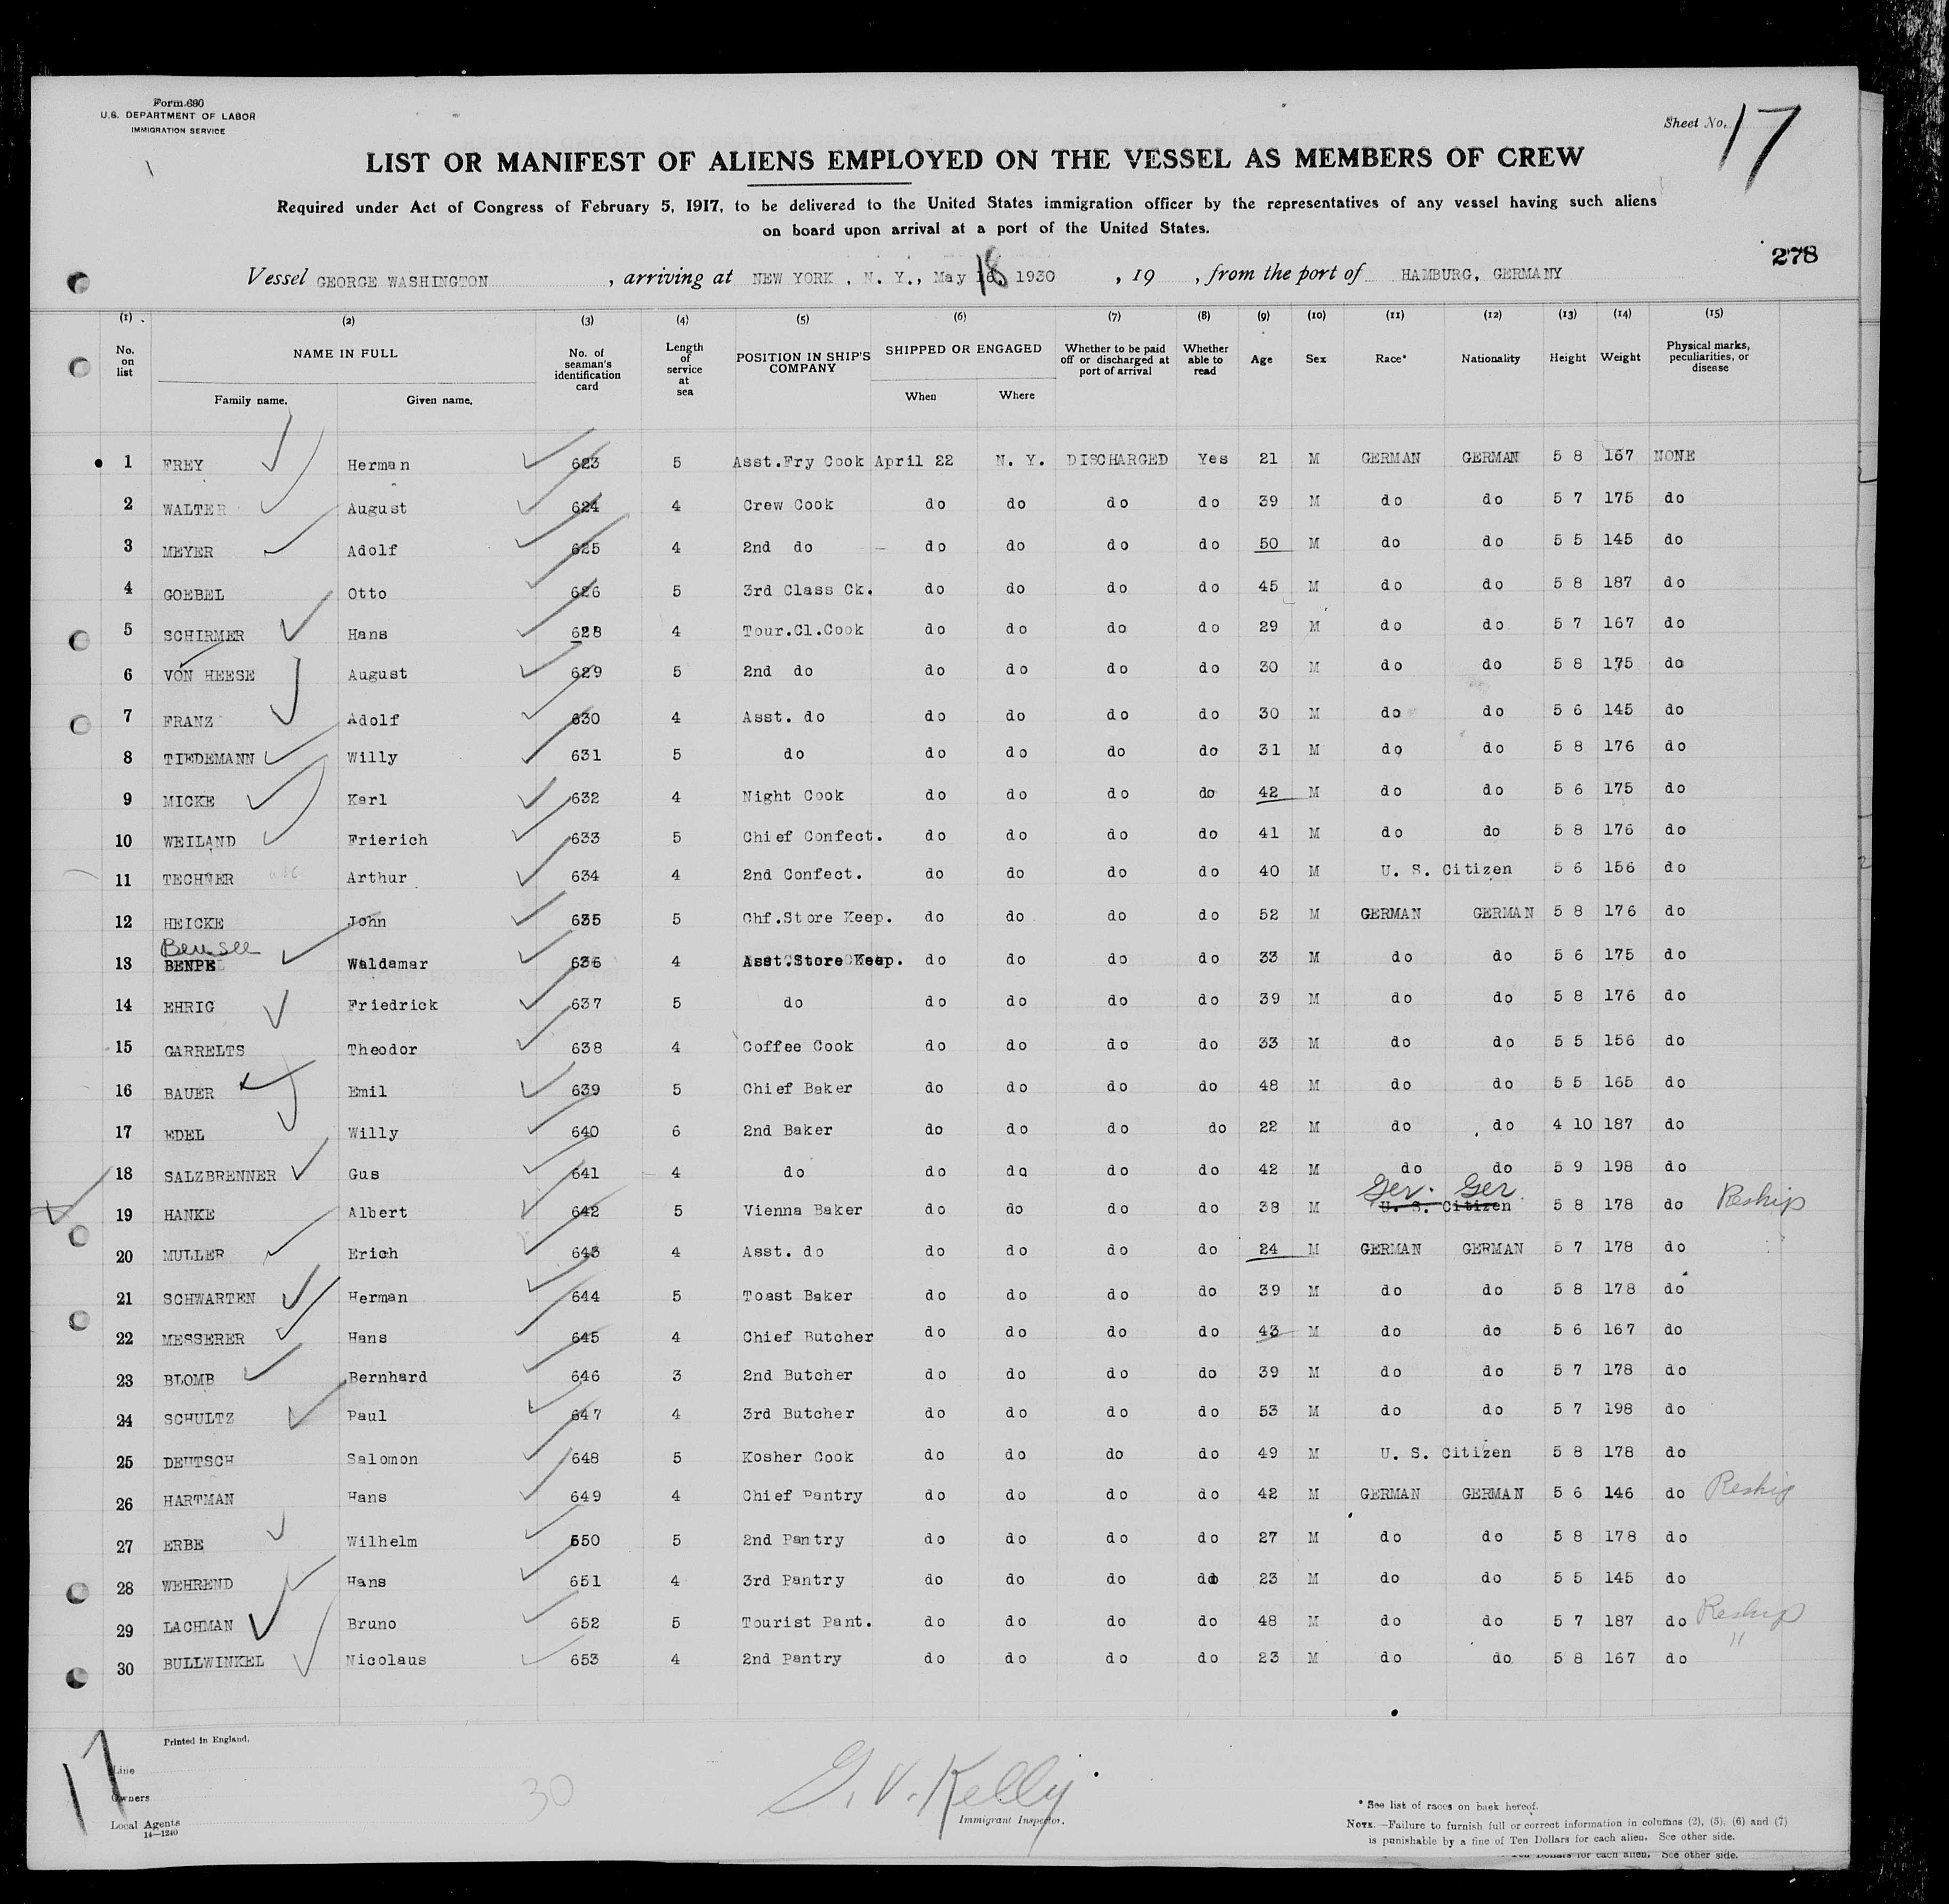 Form 680
U.S. DEPARTMENT OF LABOR
IMMIGRATION SERVICE
Sheet No. 17
LIST OR MANIFEST OF ALIENS EMPLOYED ON THE VESSEL AS MEMBERS OF CREW
Required under Act of Congress of February 5, 1917, to be delivered to the United States immigration officer by the representatives of any vessel having such aliens
on board upon arrival at a port of the United States.
278
Vessel GEORGE WASHINGTON , arriving at NEW YORK , N. Y., May 18 1930 , 19 , from the port of HAMBURG, GERMANY
(1) (2) (3) (4) (5) (6) (7) (8) (9) (10) (11) (12) (13) (14) (15)
No. on list NAME IN FULL Family name. Given name. No. of seaman's identification card Length of service at sea POSITION IN SHIP'S COMPANY SHIPPED OR ENGAGED When Where Whether to be paid off or discharged at port of arrival Whether able to read Age Sex Race* Nationality Height Weight Physical marks, peculiarities, or disease
1 FREY Herman 623 5 Asst.Fry Cook April 22 N. Y. DISCHARGED Yes 21 M GERMAN GERMAN 5 8 167 NONE
2 WALTER August 624 4 Crew Cook do do do do 39 M do do 5 7 175 do
3 MEYER Adolf 625 4 2nd do do do do do 50 M do do 5 5 145 do
4 GOEBEL Otto 626 5 3rd Class Ck. do do do do 45 M do do 5 8 187 do
5 SCHIRMER Hans 628 4 Tour.Cl.Cook do do do do 29 M do do 5 7 167 do
6 VON HEESE August 629 5 2nd do do do do do 30 M do do 5 8 175 do
7 FRANZ Adolf 630 4 Asst. do do do do do 30 M do do 5 6 145 do
8 TIEDEMANN Willy 631 5 do do do do do 31 M do do 5 8 176 do
9 MICKE Karl 632 4 Night Cook do do do do 42 M do do 5 6 175 do
10 WEILAND Frierich 633 5 Chief Confect. do do do do 41 M do do 5 8 176 do
11 TECHNER usc Arthur 634 4 2nd Confect. do do do do 40 M U. S. Citizen 5 6 156 do
12 HEICKE John 635 5 Chf.Store Keep. do do do do 52 M GERMAN GERMAN 5 8 176 do
Bensel
13 BENPE Waldamar 636 4 Asst.Store Keep. do do do do 33 M do do 5 6 175 do
14 EHRIG Friedrick 637 5 do do do do do 39 M do do 5 8 176 do
15 GARRELTS Theodor 638 4 Coffee Cook do do do do 33 M do do 5 5 156 do
16 BAUER Emil 639 5 Chief Baker do do do do 48 M do do 5 5 165 do
17 EDEL Willy 640 6 2nd Baker do do do do 22 M do do 4 10 187 do
18 SALZBRENNER Gus 641 4 do do do do do 42 M do do 5 9 198 do
Ger. Ger.
19 HANKE Albert 642 5 Vienna Baker do do do do 38 M U. S. Citizen 5 8 178 do Reship
20 MULLER Erich 643 4 Asst. do do do do do 24 M GERMAN GERMAN 5 7 178 do
21 SCHWARTEN Herman 644 5 Toast Baker do do do do 39 M do do 5 8 178 do
22 MESSERER Hans 645 4 Chief Butcher do do do do 43 M do do 5 6 167 do
23 BLOMB Bernhard 646 3 2nd Butcher do do do do 39 M do do 5 7 178 do
24 SCHULTZ Paul 647 4 3rd Butcher do do do do 53 M do do 5 7 198 do
25 DEUTSCH Salomon 648 5 Kosher Cook do do do do 49 M U. S. Citizen 5 8 178 do
26 HARTMAN Hans 649 4 Chief Pantry do do do do 42 M GERMAN GERMAN 5 6 146 do Reship
27 ERBE Wilhelm 650 5 2nd Pantry do do do do 27 M do do 5 8 178 do
28 WEHREND Hans 651 4 3rd Pantry do do do do 23 M do do 5 5 145 do
29 LACHMAN Bruno 652 5 Tourist Pant. do do do do 48 M do do 5 7 187 do Reship
"
30 BULLWINKEL Nicolaus 653 4 2nd Pantry do do do do 23 M do do 5 8 167 do
Printed in England.
17
Line
Owners
Local Agents
14—1240
30
G. V. Kelly
Immigrant Inspector.
* See list of races on back hereof.
NOTE.—Failure to furnish full or correct information in columns (2), (5), (6) and (7)
is punishable by a fine of Ten Dollars for each alien. See other side.
Ten Dollars for each alien. See other side.